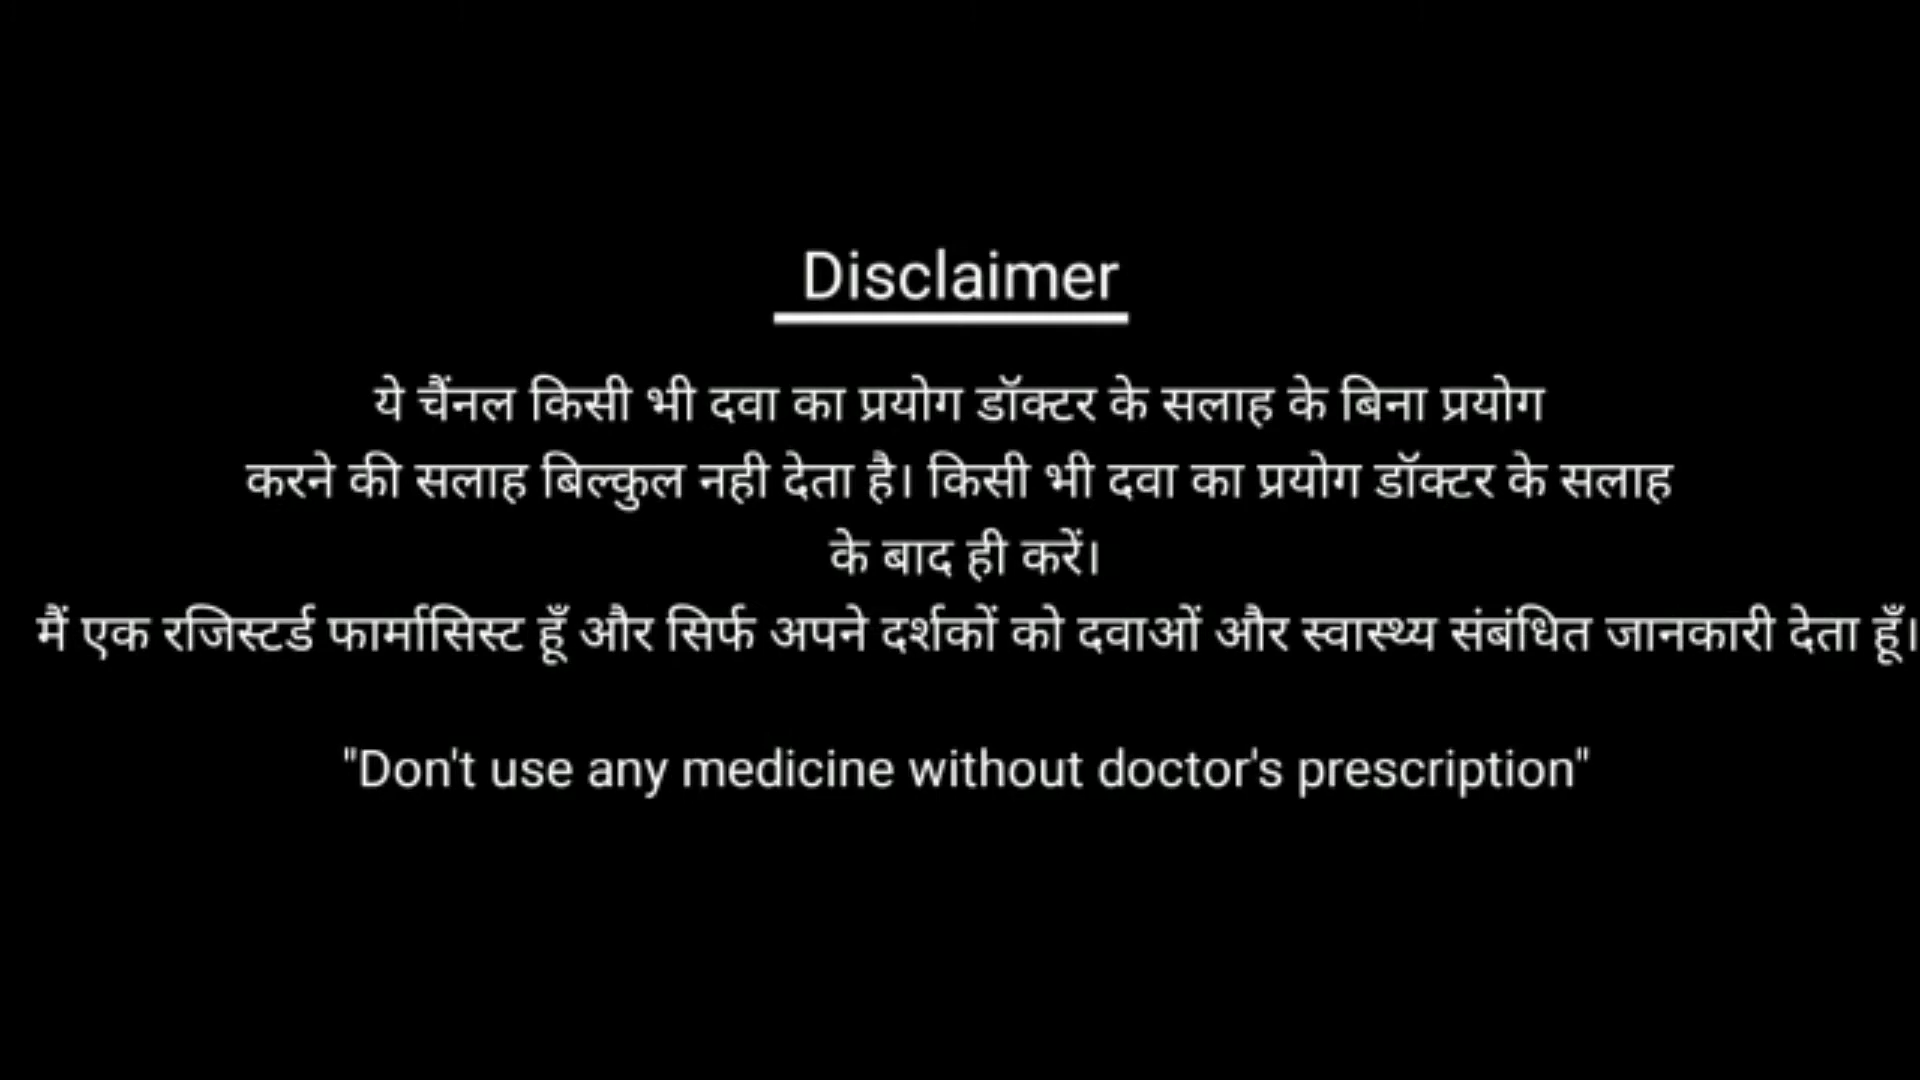 Disclaimer
ये चैंनल किसी भी दवा का प्रयोग डॉक्टर के सलाह के बिना प्रयोग
करने की सलाह बिल्कुल नही देता है। किसी भी दवा का प्रयोग डॉक्टर के सलाह
के बाद ही करें।
मैं एक रजिस्टर्ड फार्मासिस्ट हूँ और सिर्फ अपने दर्शकों को दवाओं और स्वास्थ्य संबंधित जानकारी देता हूँ।
"Don't use any medicine without doctor's prescription"